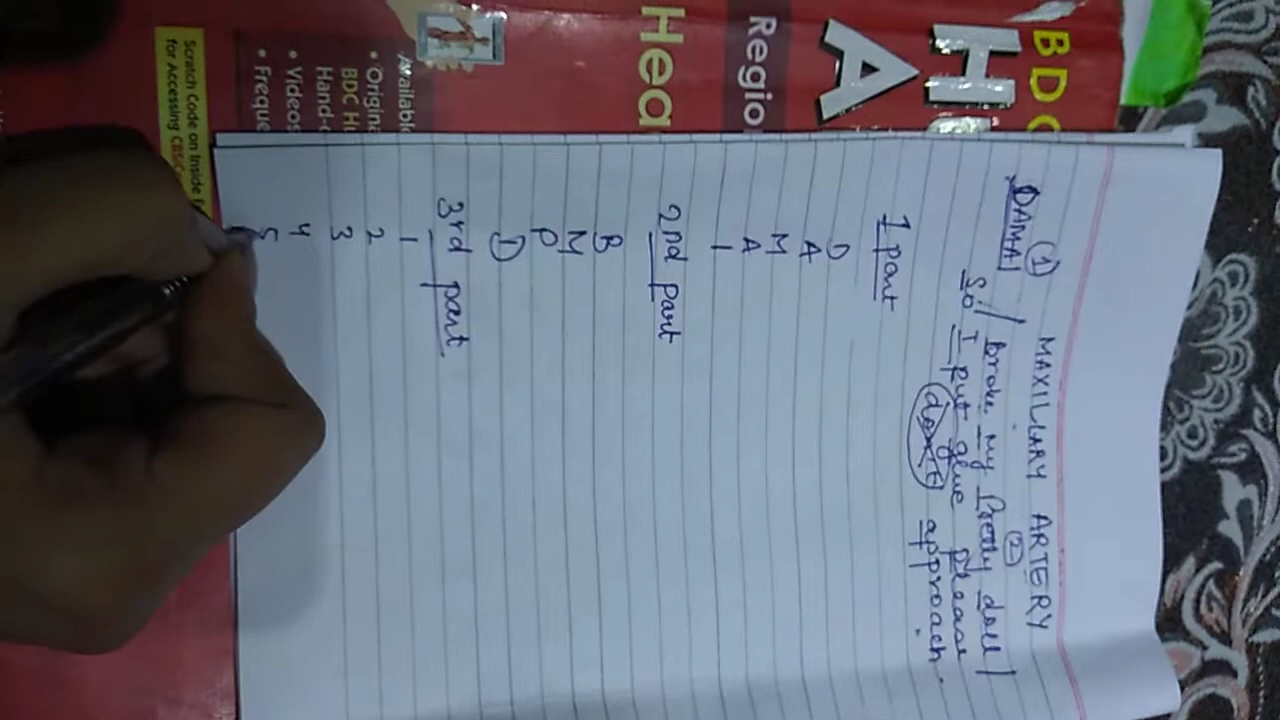 BDC
H
A
Regio
Hea
Available
• Origina
BDC H
Hand-
• Videos
• Freque
Scratch Code on Inside F
for Accessing CBSiC
MAXILLARY ARTERY
(1) (2)
DAMAI / Broke my Pretty doll /
So I put glue please
don't approach.
1 part
D
A
M
A
I
2nd part
B
M
P
D
3rd part
1
2
3
4
5